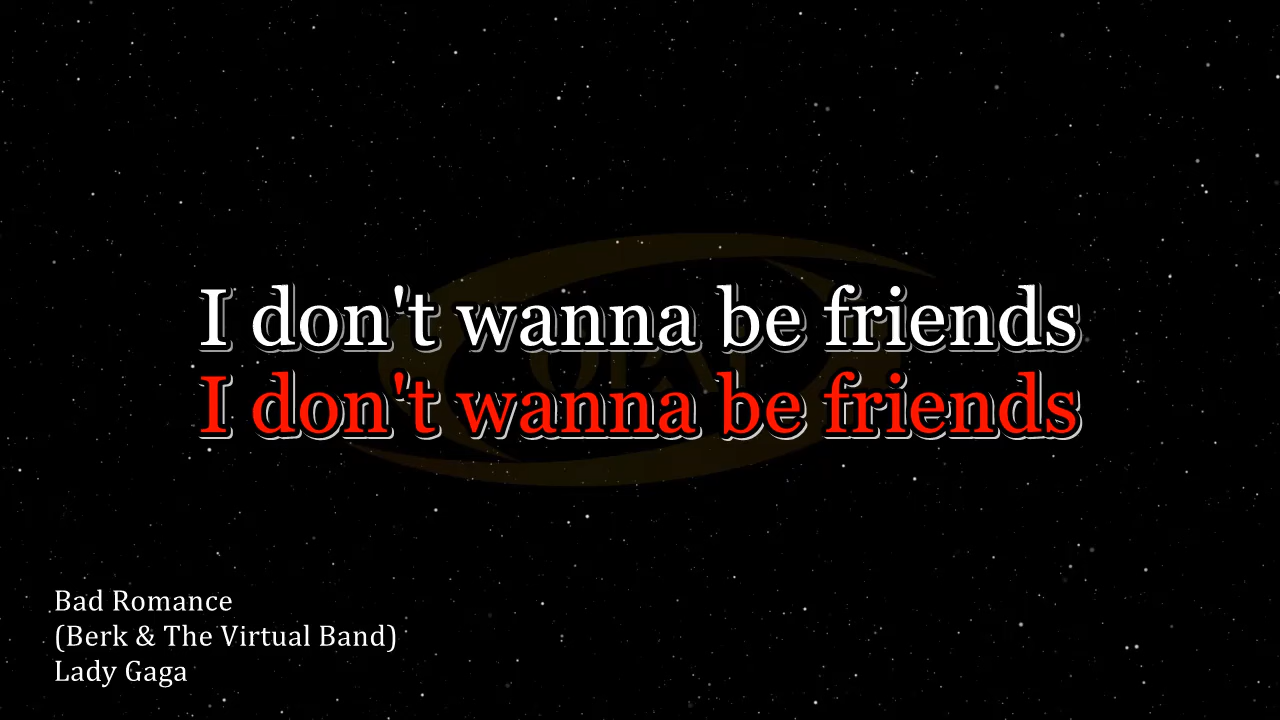 I don't wanna be friends
I don't wanna be friends
Bad Romance
(Berk & The Virtual Band)
Lady Gaga